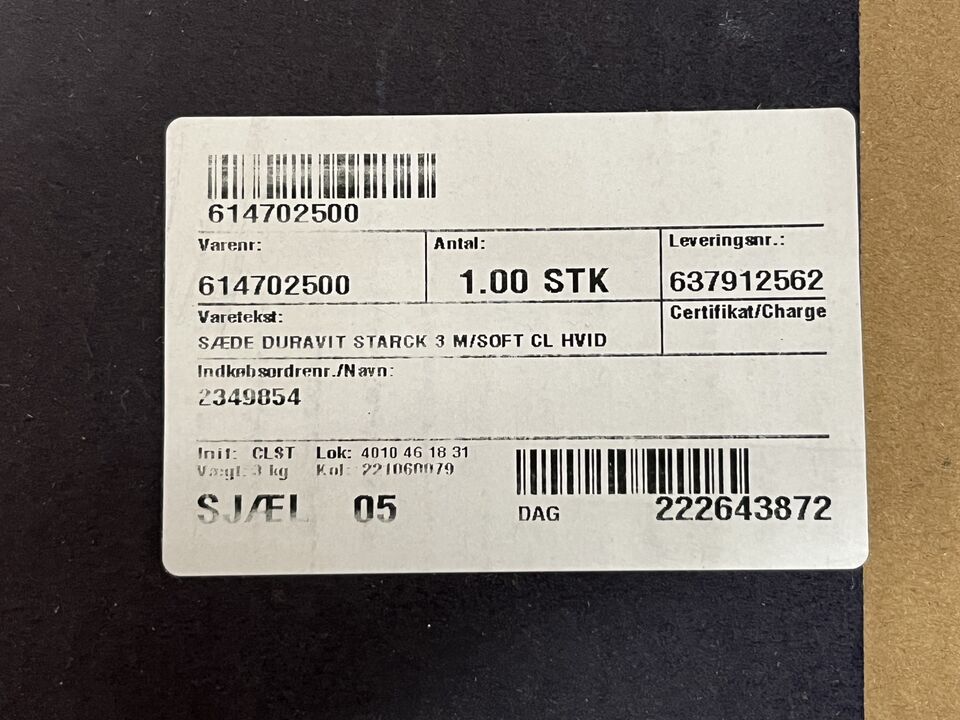 614702500
Varenr: Antal: Leveringsnr.:
614702500 1.00 STK 637912562
Varetekst: Certifikat/Charge
SÆDE DURAVIT STARCK 3 M/SOFT CL HVID
Indkøbsordrenr./Navn:
2349854
Init: CLST Lok: 4010 46 18 31
Vægt: 3 kg Kol: 221060079
SJÆL 05 DAG 222643872